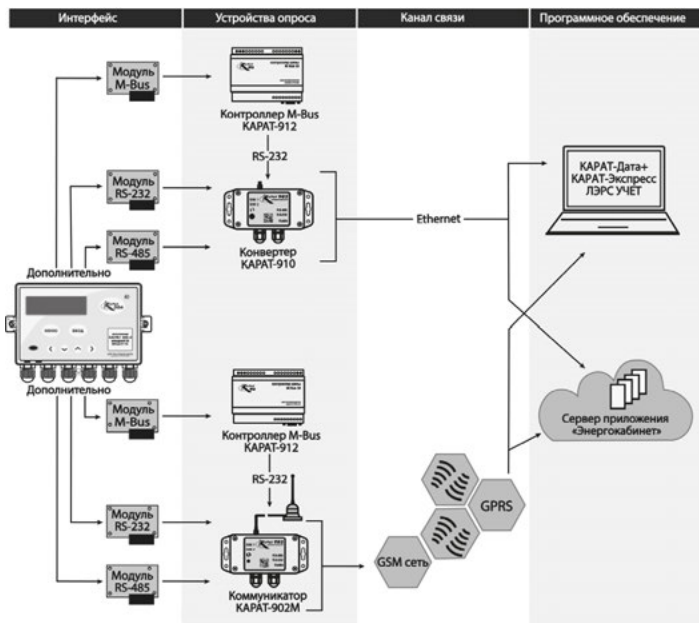 Интерфейс
Устройства опроса
Канал связи
Программное обеспечение
Модуль
M-Bus
Контроллер M-Bus
КАРАТ-912
RS-232
Модуль
RS-232
Модуль
RS-485
Конвертер
КАРАТ-910
Ethernet
КАРАТ-Дата+
КАРАТ-Экспресс
ЛЭРС УЧЁТ
Дополнительно
Дополнительно
Модуль
M-Bus
Контроллер M-Bus
КАРАТ-912
RS-232
Модуль
RS-232
Модуль
RS-485
Коммуникатор
КАРАТ-902М
GSM сеть
GPRS
Сервер приложения
«Энергокабинет»